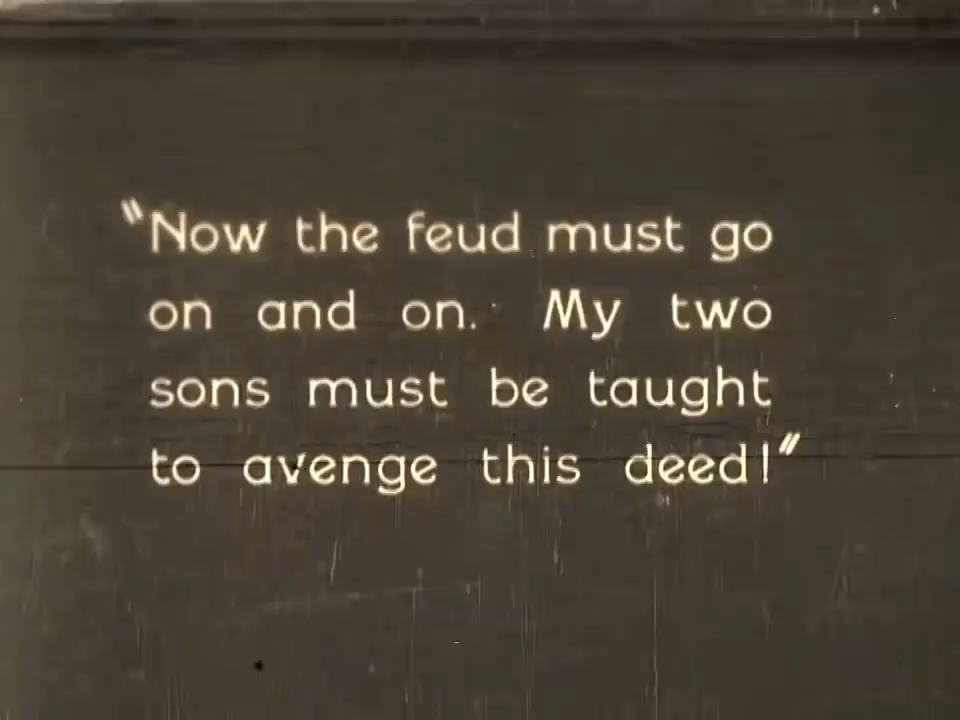 "Now the feud must go
on and on. My two
sons must be taught
to avenge this deed!"